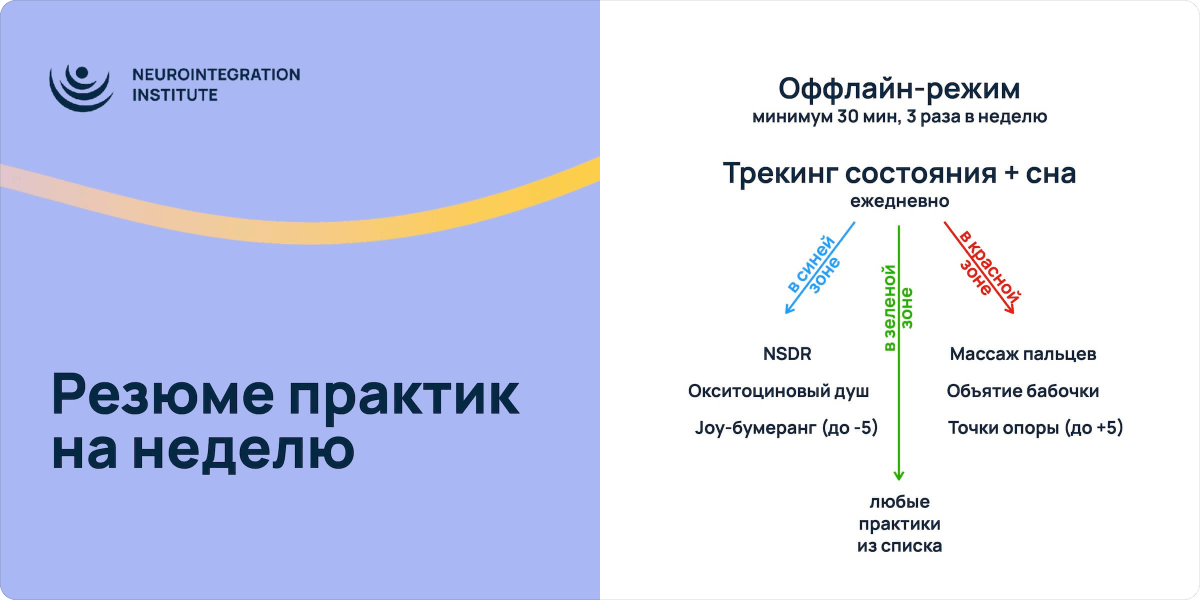 NEUROINTEGRATION
INSTITUTE
Резюме практик
на неделю
Оффлайн-режим
минимум 30 мин, 3 раза в неделю
Трекинг состояния + сна
ежедневно
в синей
зоне
в зеленой
зоне
в красной
зоне
NSDR
Окситоциновый душ
Joy-бумеранг (до -5)
Массаж пальцев
Объятие бабочки
Точки опоры (до +5)
любые
практики
из списка